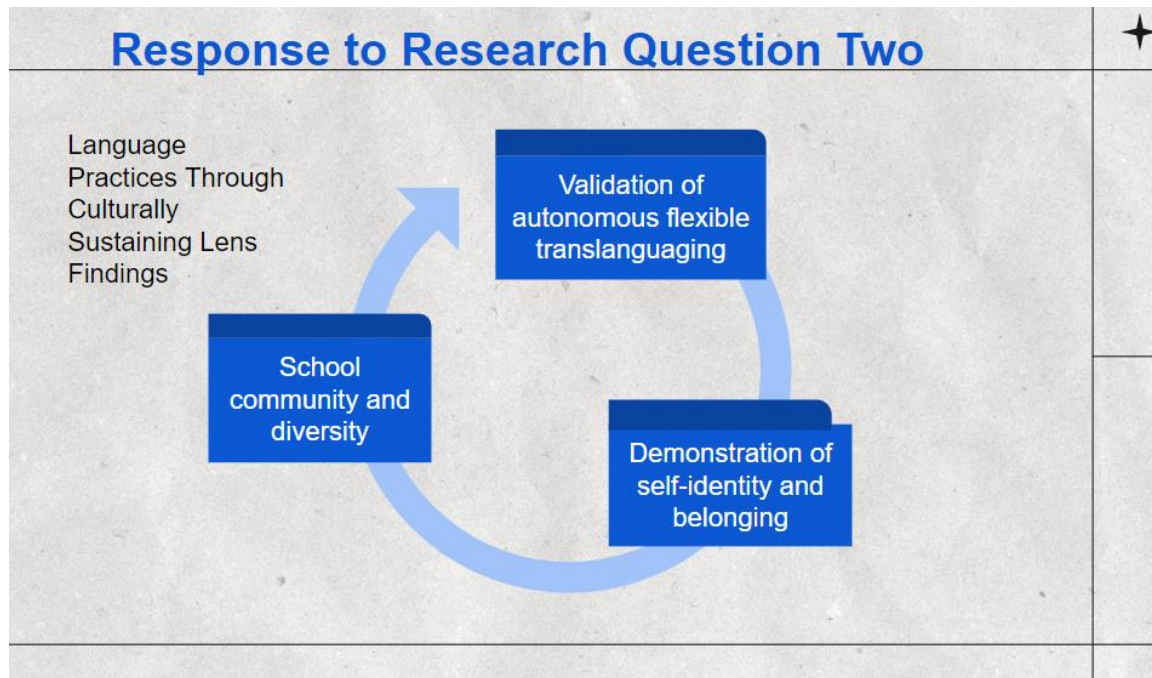 Response to Research Question Two
Language
Practices Through
Culturally
Sustaining Lens
Findings
Validation of
autonomous flexible
translanguaging
School
community and
diversity
Demonstration of
self-identity and
belonging